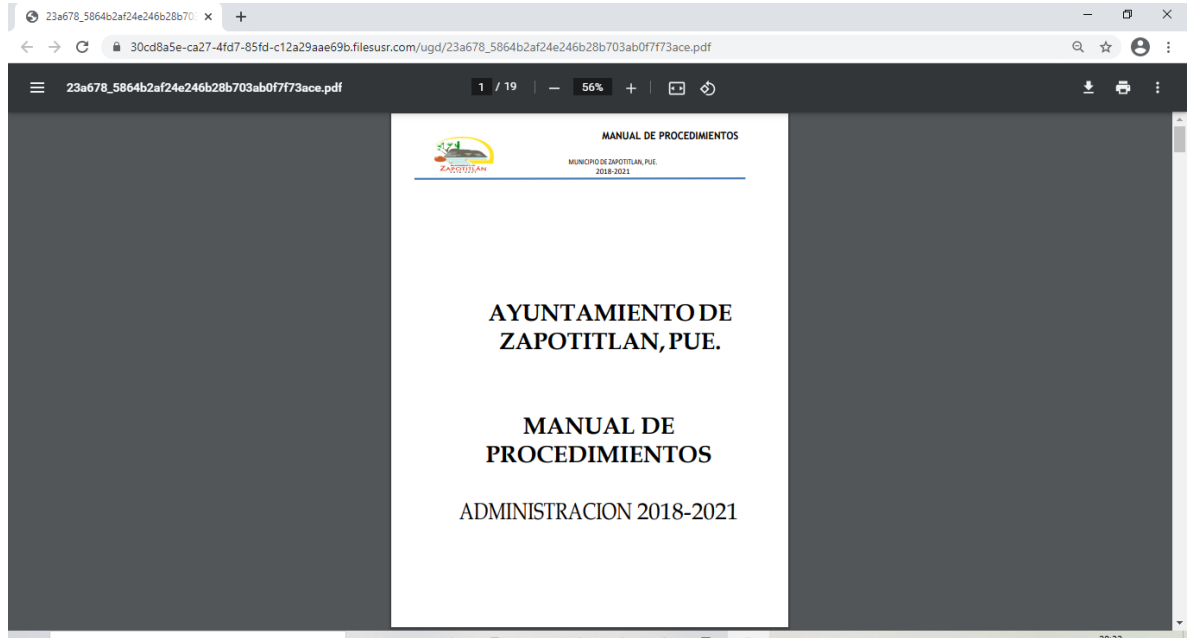 23a678_5864b2af24e246b28b70
30cd8a5e-ca27-4fd7-85fd-c12a29aae69b.filesusr.com/ugd/23a678_5864b2af24e246b28b703ab0f7f73ace.pdf
23a678_5864b2af24e246b28b703ab0f7f73ace.pdf
1 / 19
56%
MANUAL DE PROCEDIMIENTOS
MUNICIPIO DE ZAPOTITLAN, PUE.
2018-2021
ZAPOTITLÁN
AYUNTAMIENTO DE
ZAPOTITLAN, PUE.
MANUAL DE
PROCEDIMIENTOS
ADMINISTRACION 2018-2021